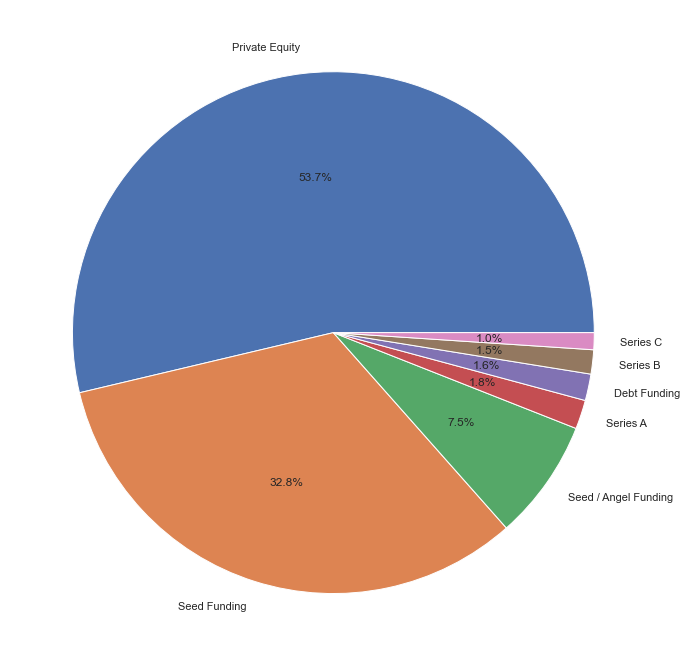 Private Equity
53.7%
1.0%
Series C
1.5%
Series B
1.6%
Debt Funding
1.8%
Series A
7.5%
Seed / Angel Funding
32.8%
Seed Funding